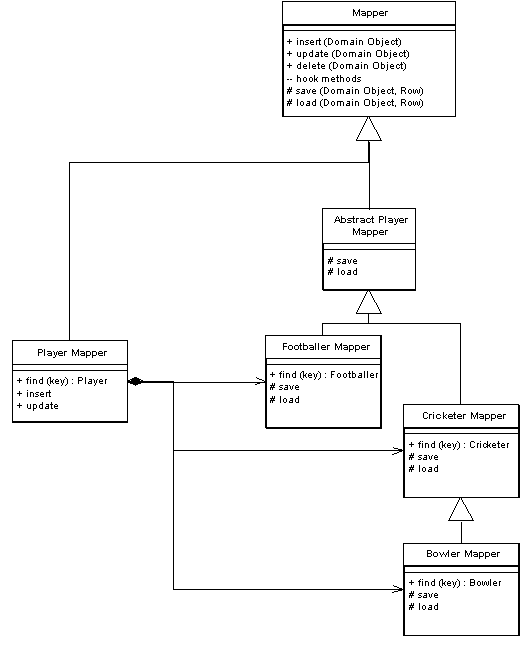 Mapper
+ insert (Domain Object)
+ update (Domain Object)
+ delete (Domain Object)
-- hook methods
# save (Domain Object, Row)
# load (Domain Object, Row)
Abstract Player
Mapper
# save
# load
Player Mapper
+ find (key) : Player
+ insert
+ update
Footballer Mapper
+ find (key) : Footballer
# save
# load
Cricketer Mapper
+ find (key) : Cricketer
# save
# load
Bowler Mapper
+ find (key) : Bowler
# save
# load